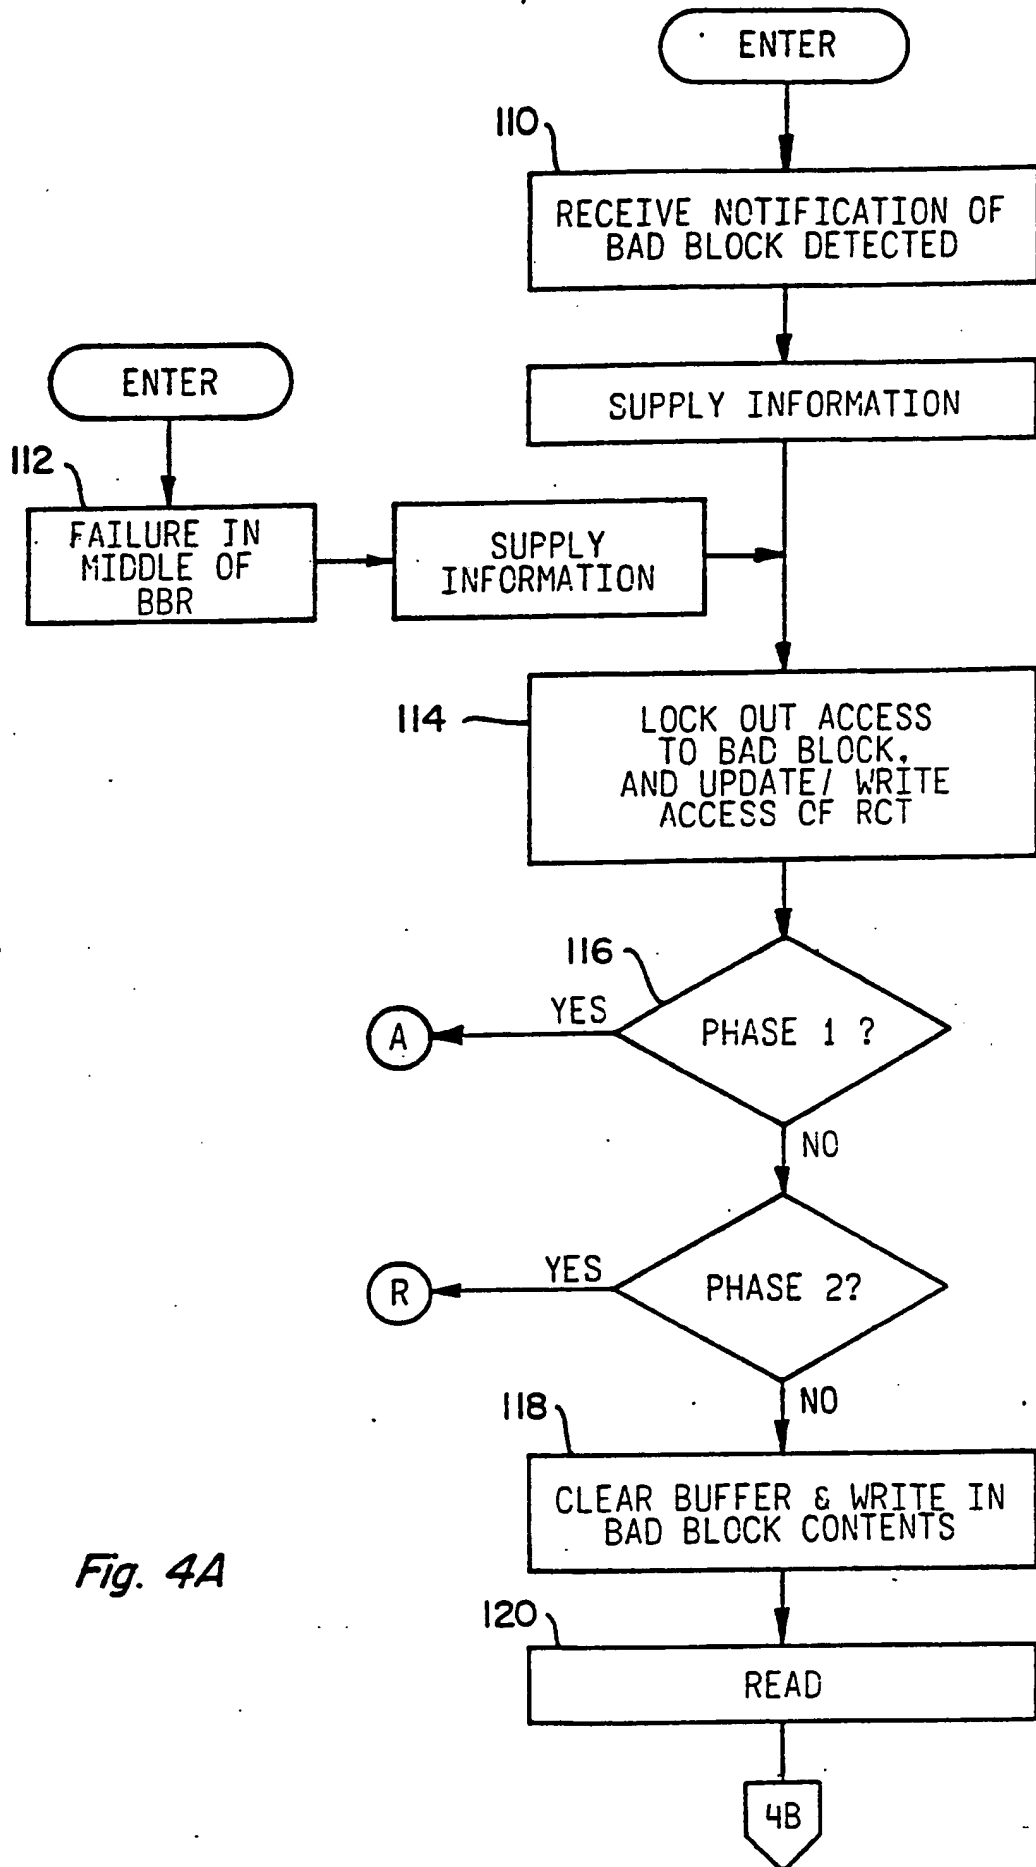 ENTER
110
RECEIVE NOTIFICATION OF
BAD BLOCK DETECTED
SUPPLY INFORMATION
ENTER
112
FAILURE IN
MIDDLE OF
BBR
SUPPLY
INFORMATION
114
LOCK OUT ACCESS
TO BAD BLOCK,
AND UPDATE/ WRITE
ACCESS OF RCT
116
YES
A
PHASE 1 ?
NO
YES
R
PHASE 2?
NO
118
CLEAR BUFFER & WRITE IN
BAD BLOCK CONTENTS
120
READ
4B
Fig. 4A